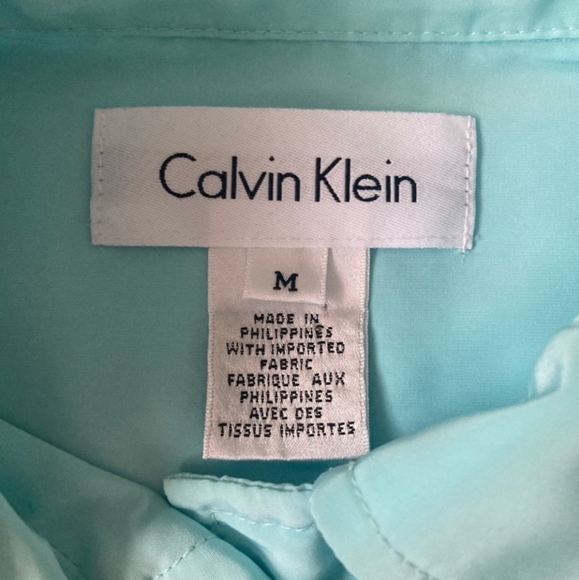 Calvin Klein
M
MADE IN
PHILIPPINES
WITH IMPORTED
FABRIC
FABRIQUE AUX
PHILIPPINES
AVEC DES
TISSUS IMPORTES